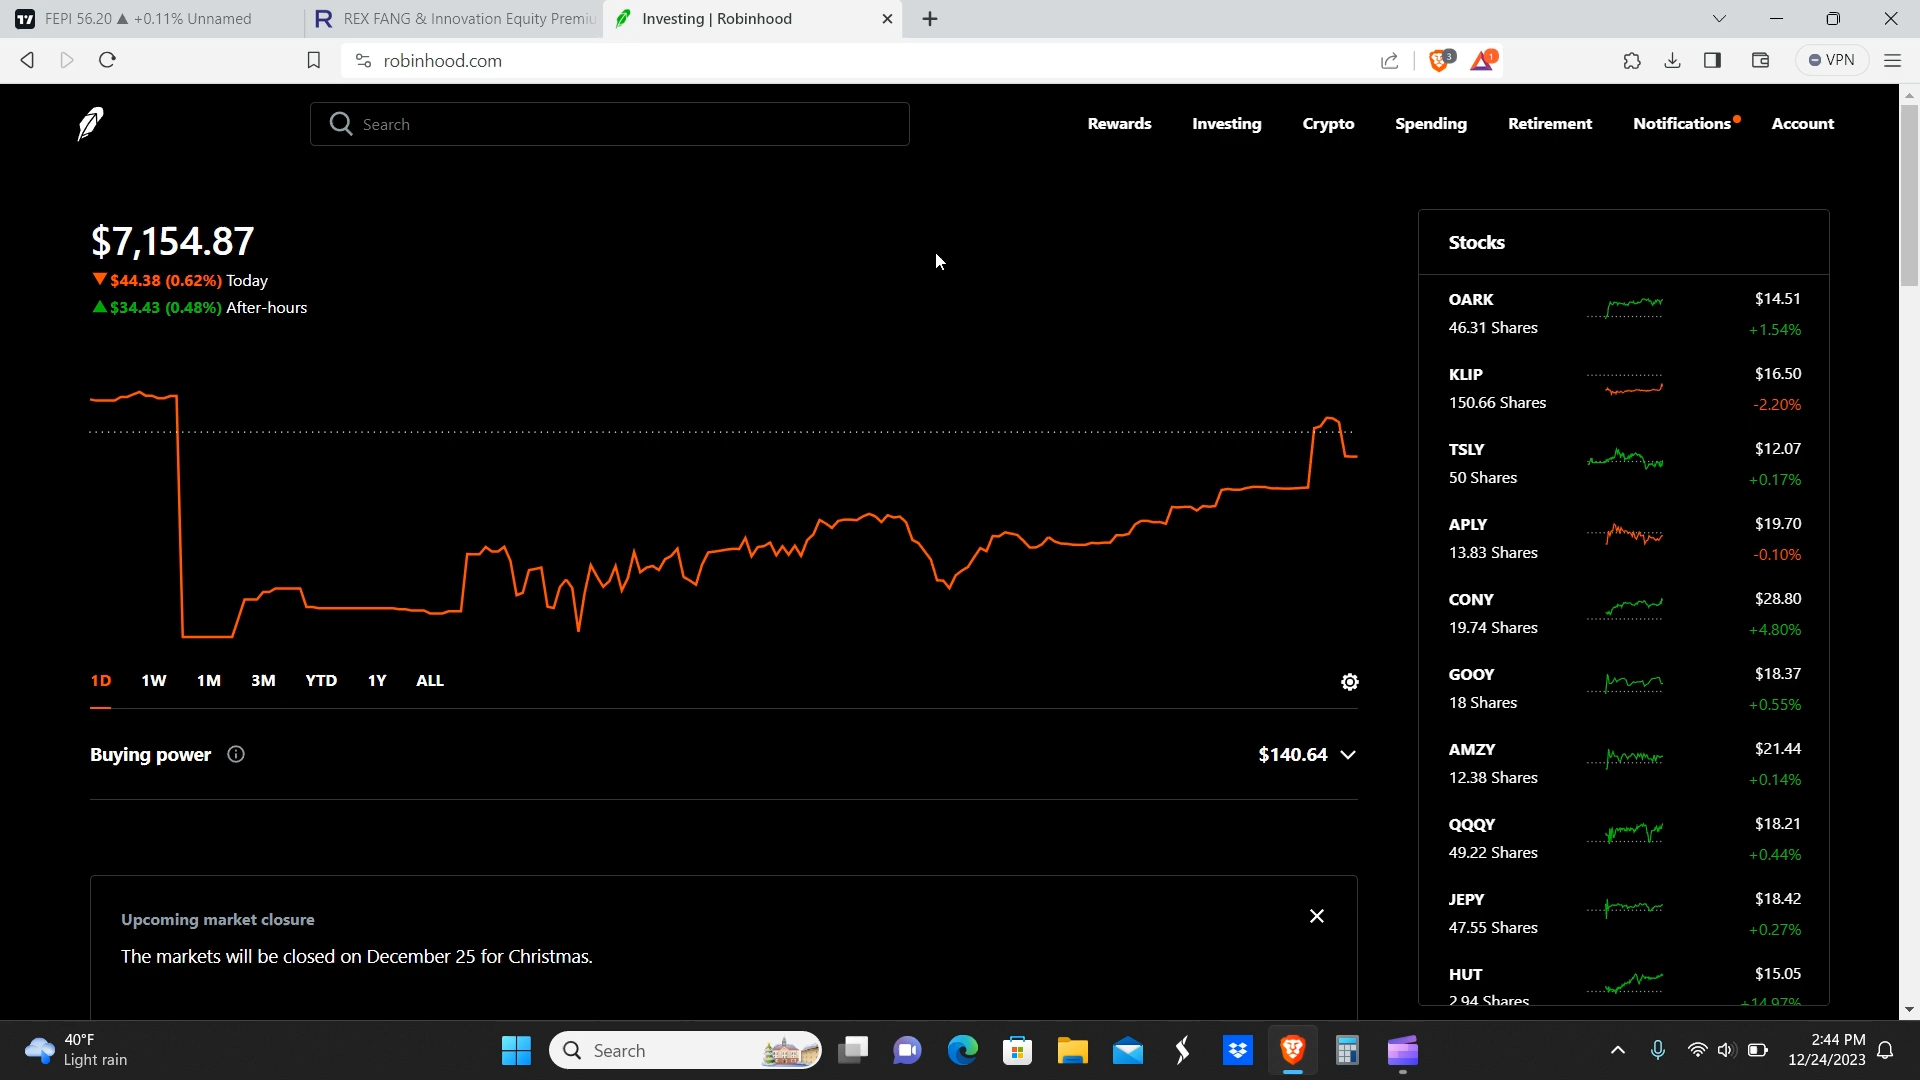 FEPI 56.20 ▲ +0.11% Unnamed
REX FANG & Innovation Equity Premiu
Investing | Robinhood
robinhood.com
3
1
VPN
Search
Rewards
Investing
Crypto
Spending
Retirement
Notifications
Account
$7,154.87
▼ $44.38 (0.62%) Today
▲ $34.43 (0.48%) After-hours
1D
1W
1M
3M
YTD
1Y
ALL
Buying power
$140.64
Upcoming market closure
The markets will be closed on December 25 for Christmas.
Stocks
OARK
$14.51
46.31 Shares
+1.54%
KLIP
$16.50
150.66 Shares
-2.20%
TSLY
$12.07
50 Shares
+0.17%
APLY
$19.70
13.83 Shares
-0.10%
CONY
$28.80
19.74 Shares
+4.80%
GOOY
$18.37
18 Shares
+0.55%
AMZY
$21.44
12.38 Shares
+0.14%
QQQY
$18.21
49.22 Shares
+0.44%
JEPY
$18.42
47.55 Shares
+0.27%
HUT
$15.05
2.94 Shares
+14.97%
40°F
Light rain
Search
2:44 PM
12/24/2023